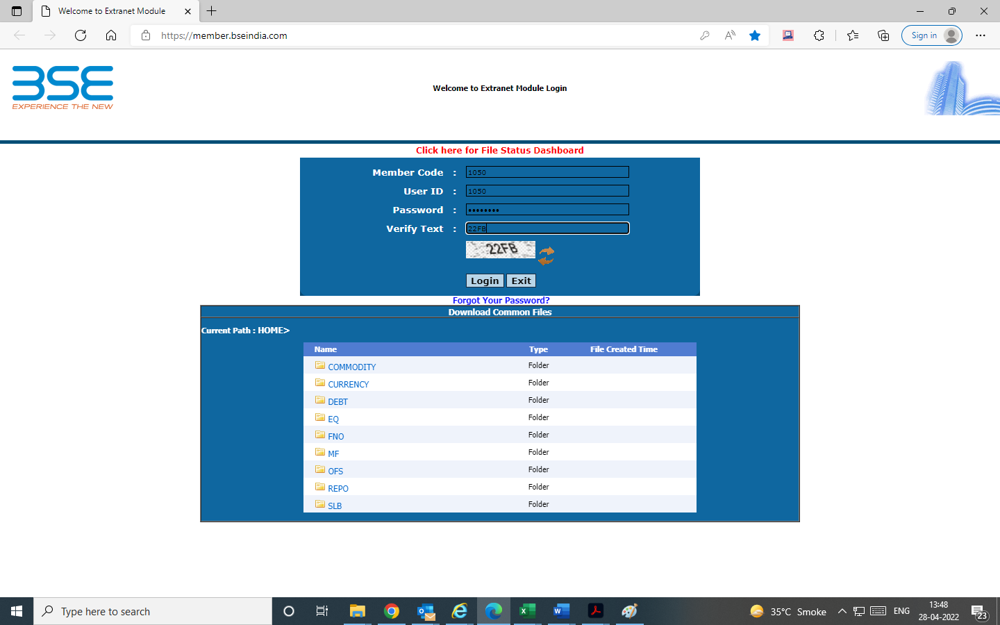 Welcome to Extranet Module
https://member.bseindia.com
Sign in
BSE
EXPERIENCE THE NEW
Welcome to Extranet Module Login
Click here for File Status Dashboard
Member Code : 1050
User ID : 1050
Password : ••••••••
Verify Text : 22FB
22FB
Login Exit
Forgot Your Password?
Download Common Files
Current Path : HOME>
Name Type File Created Time
COMMODITY Folder
CURRENCY Folder
DEBT Folder
EQ Folder
FNO Folder
MF Folder
OFS Folder
REPO Folder
SLB Folder
Type here to search
35°C Smoke
ENG
13:48
28-04-2022
23